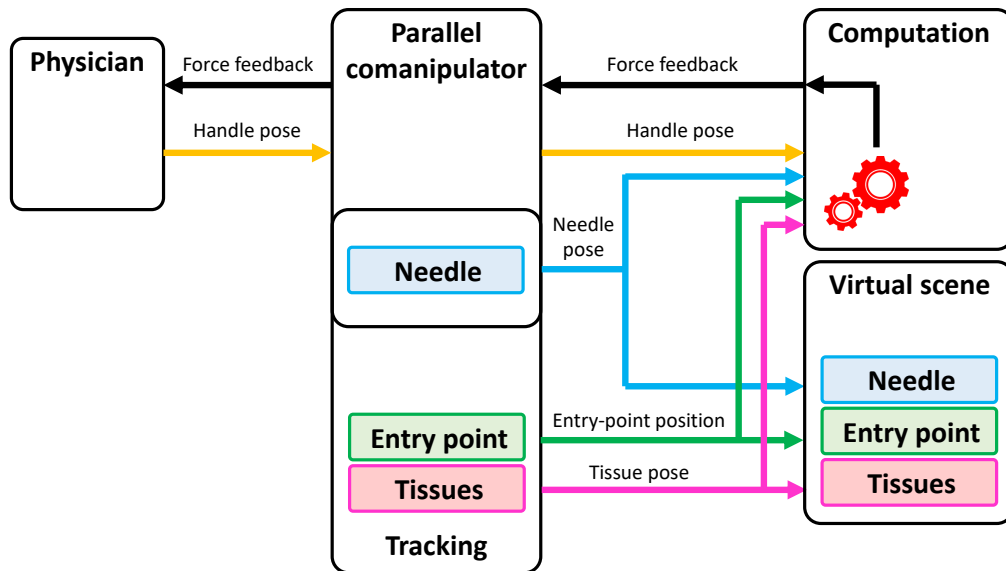 Physician
Force feedback
Handle pose
Parallel
comanipulator
Force feedback
Handle pose
Computation
Needle
Needle
pose
Virtual scene
Needle
Entry point
Entry-point position
Entry point
Tissues
Tissue pose
Tissues
Tracking